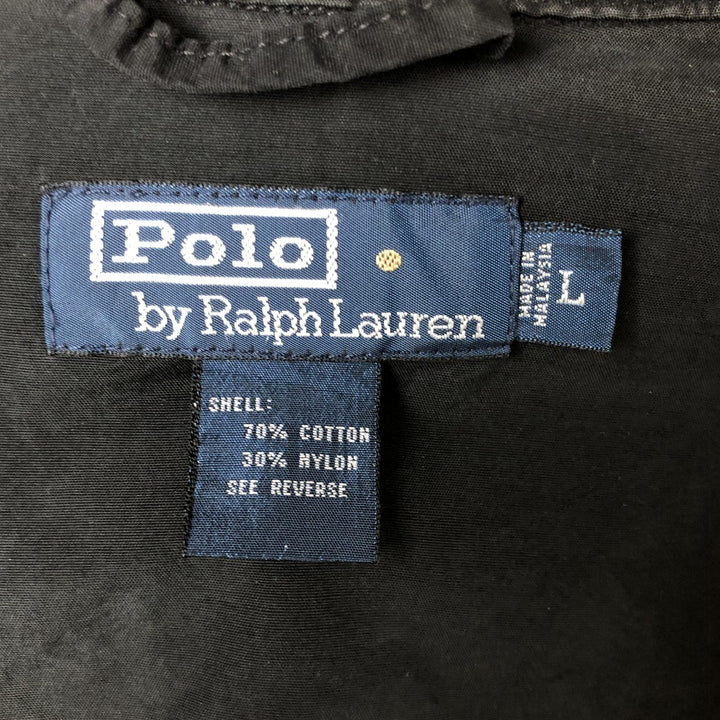 Polo
by Ralph Lauren
MADE IN
MALAYSIA
L
SHELL:
70% COTTON
30% NYLON
SEE REVERSE